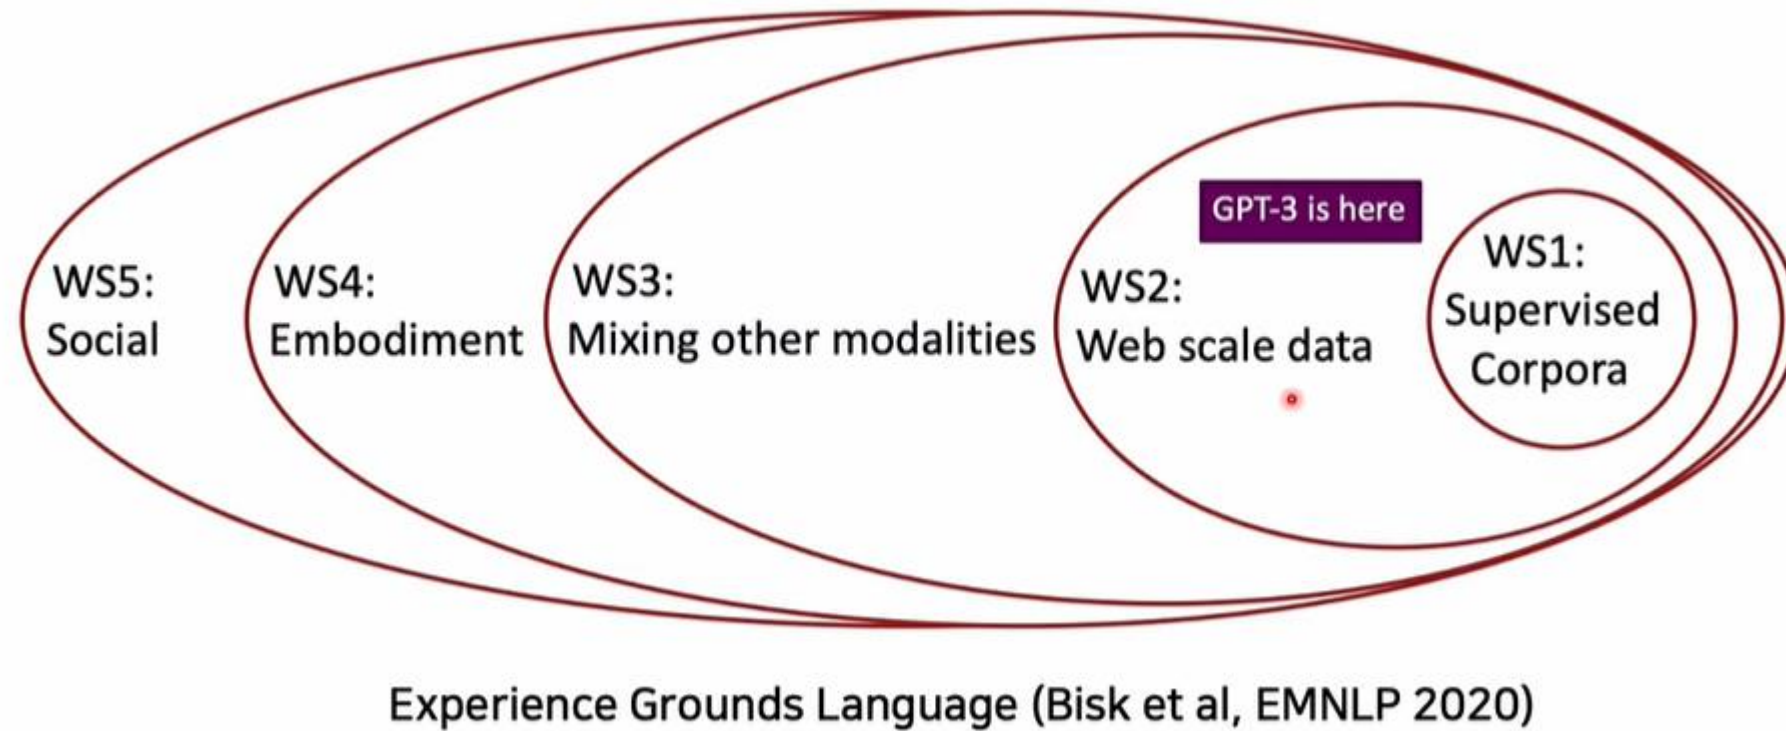 WS5:
Social
WS4:
Embodiment
WS3:
Mixing other modalities
WS2:
Web scale data
GPT-3 is here
WS1:
Supervised
Corpora
Experience Grounds Language (Bisk et al, EMNLP 2020)